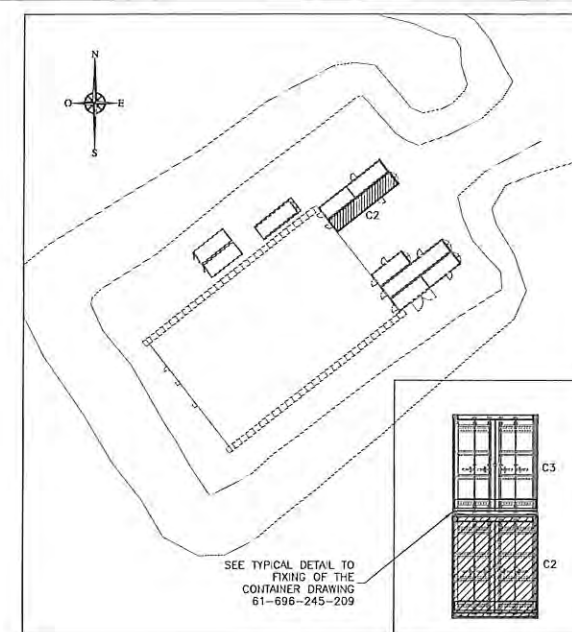 N
O E
S
C2
C3
C2
SEE TYPICAL DETAIL TO
FIXING OF THE
CONTAINER DRAWING
61-696-245-209